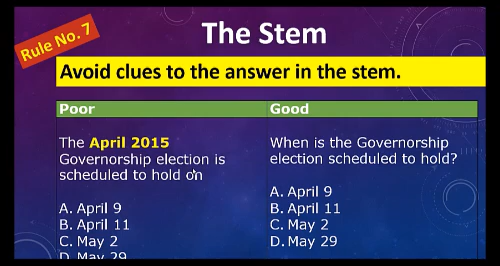 Rule No. 7
The Stem
Avoid clues to the answer in the stem.
Poor
Good
The April 2015
Governorship election is
scheduled to hold on
A. April 9
B. April 11
C. May 2
D. May 29
When is the Governorship
election scheduled to hold?
A. April 9
B. April 11
C. May 2
D. May 29